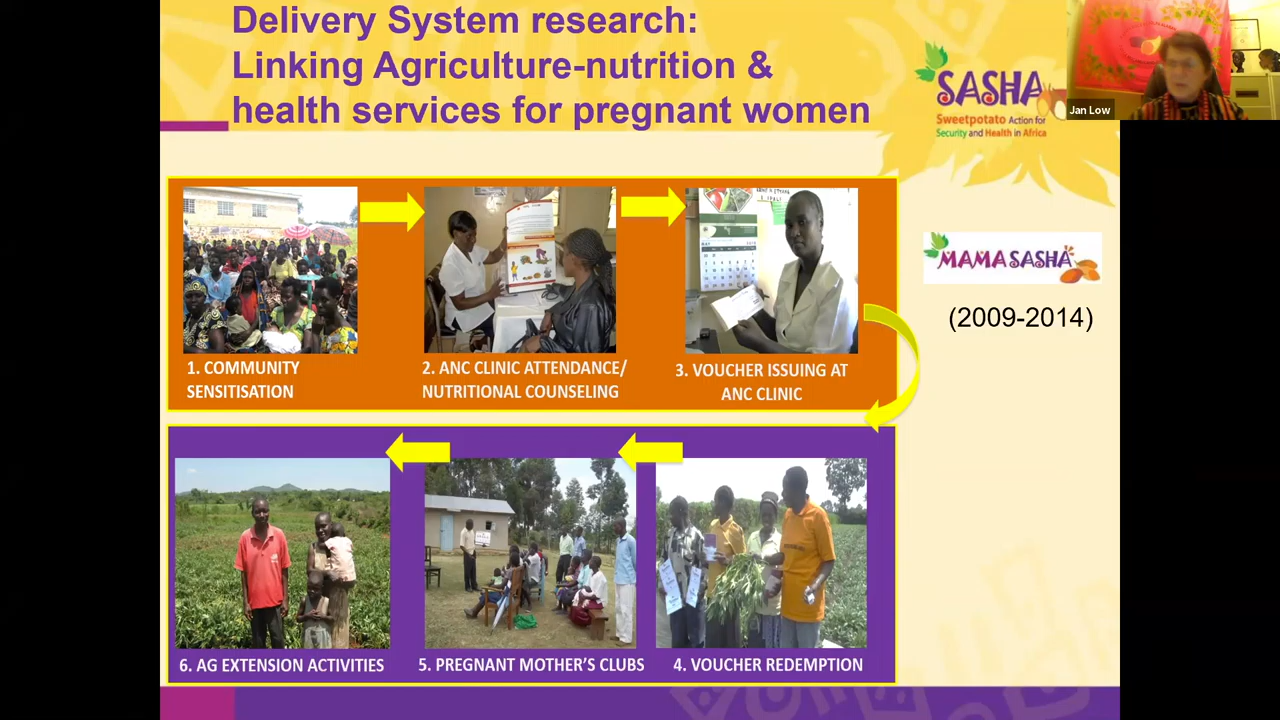 Delivery System research:
Linking Agriculture-nutrition &
health services for pregnant women
SASHA
Sweetpotato Action for
Security and Health in Africa
Jan Low
MAMA SASHA
(2009-2014)
1. COMMUNITY
SENSITISATION
2. ANC CLINIC ATTENDANCE/
NUTRITIONAL COUNSELING
3. VOUCHER ISSUING AT
ANC CLINIC
6. AG EXTENSION ACTIVITIES
5. PREGNANT MOTHER'S CLUBS
4. VOUCHER REDEMPTION